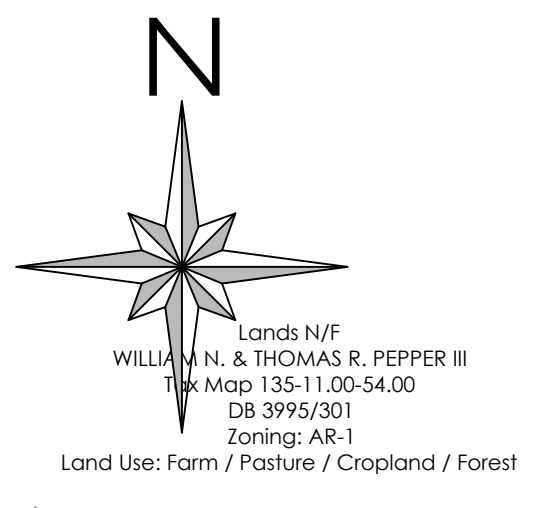 N
Lands N/F
WILLIAM N. & THOMAS R. PEPPER III
Tax Map 135-11.00-54.00
DB 3995/301
Zoning: AR-1
Land Use: Farm / Pasture / Cropland / Forest